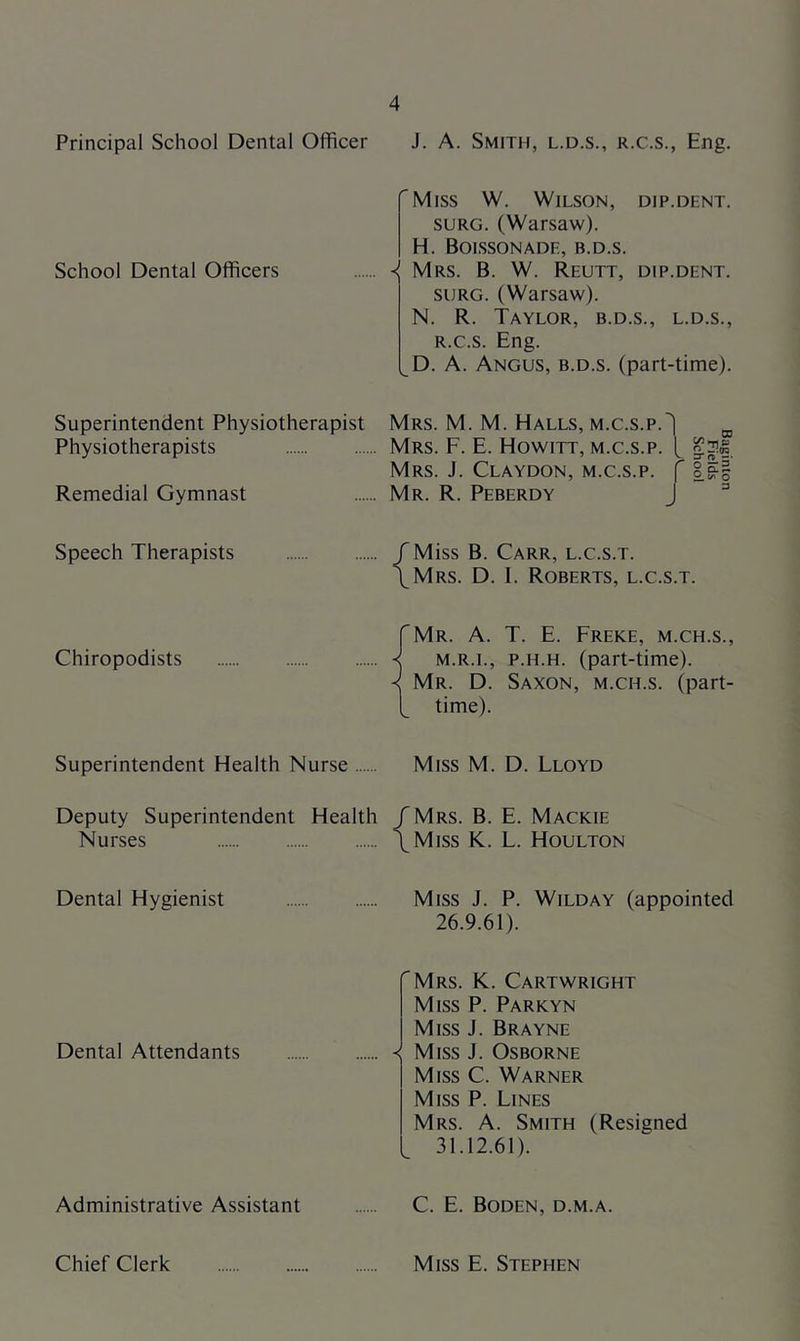 4
Principal School Dental Officer J. A. SMITH, L.D.S., R.C.S., Eng.
MISS W. WILSON, DIP.DENT.
SURG. (Warsaw).
H. BOISSONADE, B.D.S.
School Dental Officers ...... MRS. B. W. REUTT, DIP.DENT.
SURG. (Warsaw).
N. R. TAYLOR, B.D.S., L.D.S.,
R.C.S. Eng.
D. A. ANGUS, B.D.S. (part-time).
Superintendent Physiotherapist MRS. M. M. HALLS, M.C.S.P.
Physiotherapists ...... ...... MRS. F. E. HOWITT, M.C.S.P.
MRS. J. CLAYDON, M.C.S.P.
Remedial Gymnast ...... MR. R. PEBERDY
Baginton
Fields
School
Speech Therapists ...... ...... Miss B. CARR, L.C.S.T.
MRS. D. I. ROBERTS, L.C.S.T.
MR. A. T. E. FREKE, M.CH.S.,
Chiropodists ...... ...... ...... M.R.I., P.H.H. (part-time).
MR. D. SAXON, M.CH.S. (part-
time).
Superintendent Health Nurse ...... MISS M. D. LLOYD
Deputy Superintendent Health MRS. B. E. MACKIE
Nurses ...... ...... ...... MISS K. L. HOULTON
Dental Hygienist ...... ...... MISS J. P. WILDAY (appointed
26.9.61).
MRS. K. CARTWRIGHT
MISS P. PARKYN
MISS J. BRAYNE
Dental Attendants ...... ...... MISS J. OSBORNE
MISS C. WARNER
MISS P. LINES
MRS. A. SMITH (Resigned
31.12.61).
Administrative Assistant ...... C. E. BODEN, D.M.A.
Chief Clerk ...... ...... ...... MISS E. STEPHEN